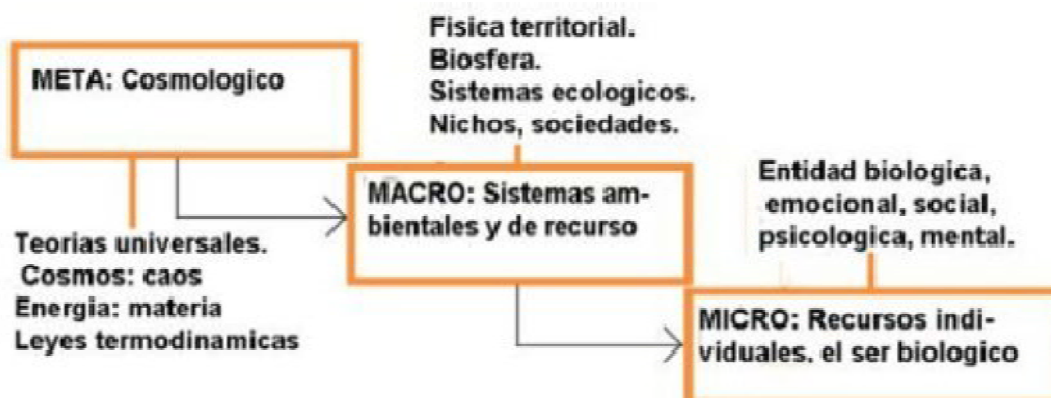 META: Cosmologico
Teorias universales.
Cosmos: caos
Energia: materia
Leyes termodinamicas
Fisica territorial.
Biosfera.
Sistemas ecologicos.
Nichos, sociedades.
MACRO: Sistemas am-
bientales y de recurso
Entidad biologica,
emocional, social,
psicologica, mental.
MICRO: Recursos indi-
viduales. el ser biologico